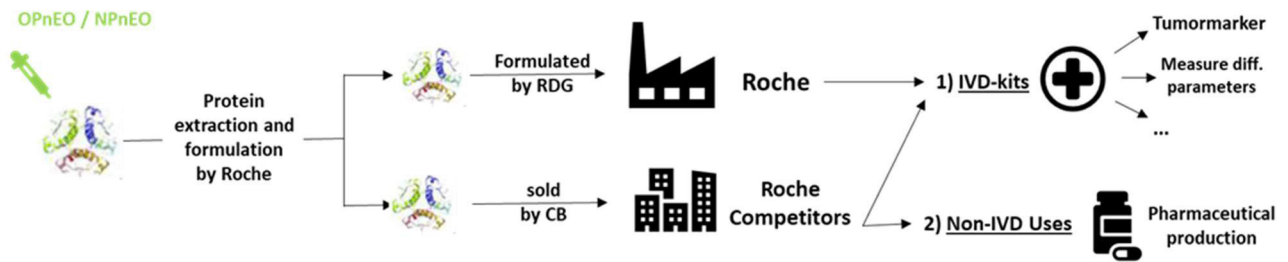 OPnEO / NPnEO
Protein
extraction and
formulation
by Roche
Formulated
by RDG
sold
by CB
Roche
Roche
Competitors
1) IVD-kits
2) Non-IVD Uses
Tumormarker
Measure diff.
parameters
...
Pharmaceutical
production